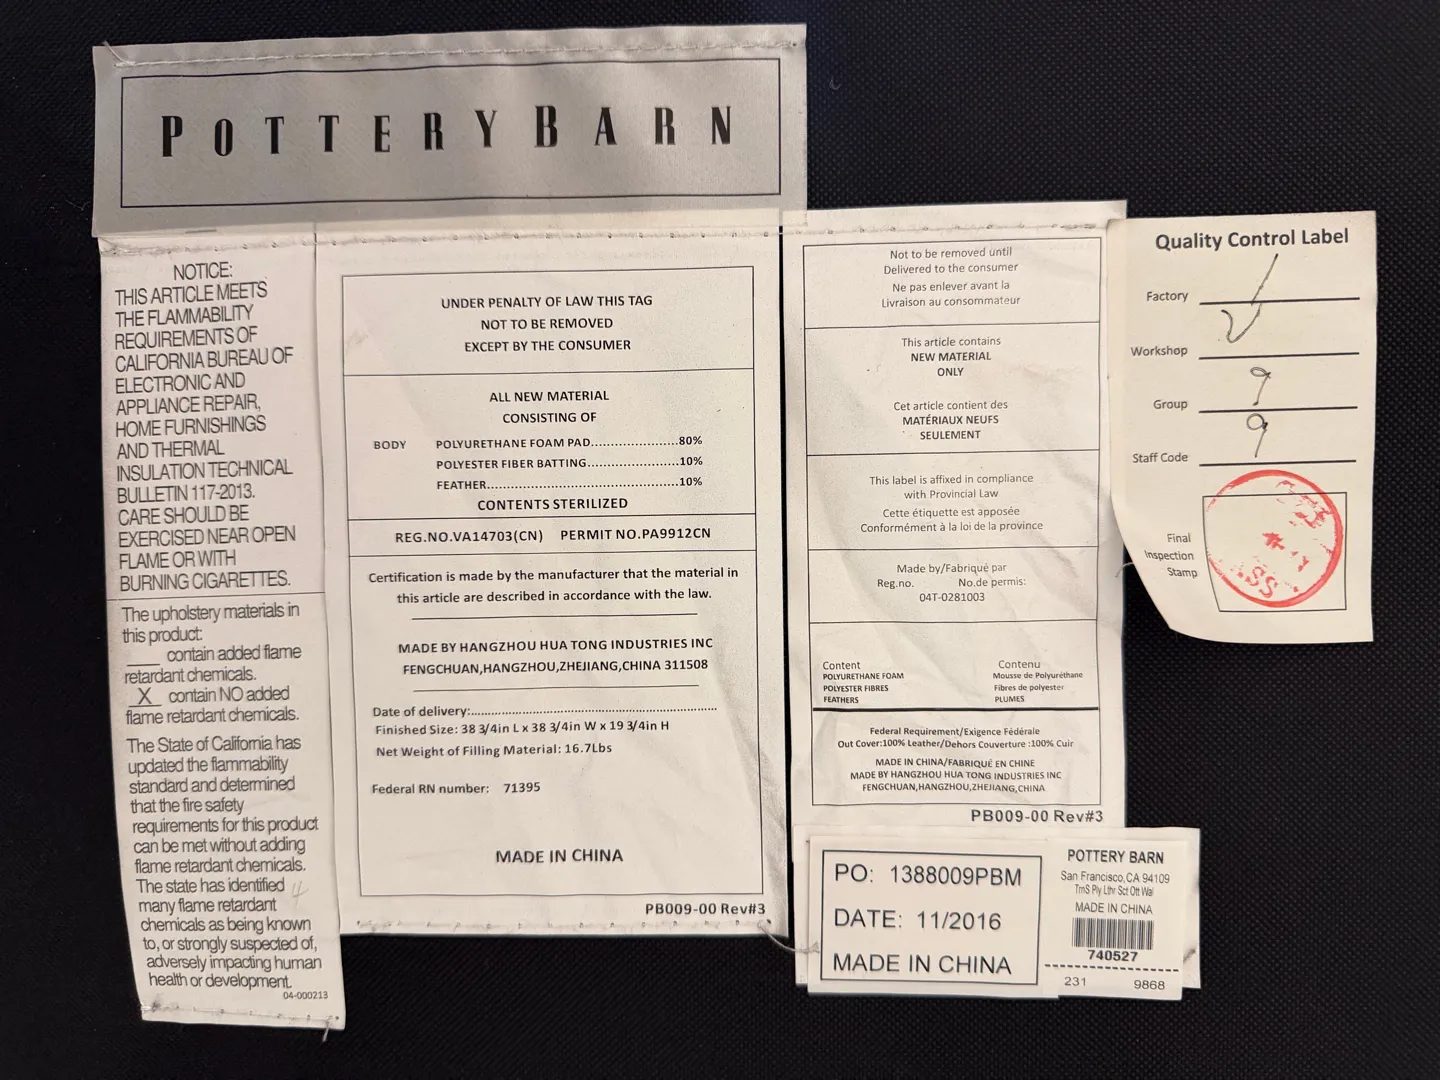 POTTERY BARN
NOTICE:
THIS ARTICLE MEETS
THE FLAMMABILITY
REQUIREMENTS OF
CALIFORNIA BUREAU OF
ELECTRONIC AND
APPLIANCE REPAIR,
HOME FURNISHINGS
AND THERMAL
INSULATION TECHNICAL
BULLETIN 117-2013.
CARE SHOULD BE
EXERCISED NEAR OPEN
FLAME OR WITH
BURNING CIGARETTES.
The upholstery materials in
this product:
___ contain added flame
retardant chemicals.
X contain NO added
flame retardant chemicals.
The State of California has
updated the flammability
standard and determined
that the fire safety
requirements for this product
can be met without adding
flame retardant chemicals.
The state has identified 4
many flame retardant
chemicals as being known
to, or strongly suspected of,
adversely impacting human
health or development.
04-000213
UNDER PENALTY OF LAW THIS TAG
NOT TO BE REMOVED
EXCEPT BY THE CONSUMER
ALL NEW MATERIAL
CONSISTING OF
BODY POLYURETHANE FOAM PAD......................80%
POLYESTER FIBER BATTING.......................10%
FEATHER................................................10%
CONTENTS STERILIZED
REG.NO.VA14703(CN) PERMIT NO.PA9912CN
Certification is made by the manufacturer that the material in
this article are described in accordance with the law.
MADE BY HANGZHOU HUA TONG INDUSTRIES INC
FENGCHUAN,HANGZHOU,ZHEJIANG,CHINA 311508
Date of delivery:..............................................................
Finished Size: 38 3/4in L x 38 3/4in W x 19 3/4in H
Net Weight of Filling Material: 16.7Lbs
Federal RN number: 71395
MADE IN CHINA
PB009-00 Rev#3
Not to be removed until
Delivered to the consumer
Ne pas enlever avant la
Livraison au consommateur
This article contains
NEW MATERIAL
ONLY
Cet article contient des
MATÉRIAUX NEUFS
SEULEMENT
This label is affixed in compliance
with Provincial Law
Cette étiquette est apposée
Conformément à la loi de la province
Made by/Fabriqué par
Reg.no. No.de permis:
04T-0281003
Content Contenu
POLYURETHANE FOAM Mousse de Polyuréthane
POLYESTER FIBRES Fibres de polyester
FEATHERS PLUMES
Federal Requirement/Exigence Fédérale
Out Cover:100% Leather/Dehors Couverture :100% Cuir
MADE IN CHINA/FABRIQUÉ EN CHINE
MADE BY HANGZHOU HUA TONG INDUSTRIES INC
FENGCHUAN,HANGZHOU,ZHEJIANG,CHINA
PB009-00 Rev#3
Quality Control Label
Factory
Workshop
Group 9
Staff Code 9
Final
Inspection
Stamp
PO: 1388009PBM
DATE: 11/2016
MADE IN CHINA
POTTERY BARN
San Francisco, CA 94109
TrnS Ply Lthr Sct Ott Wal
MADE IN CHINA
740527
231 9868